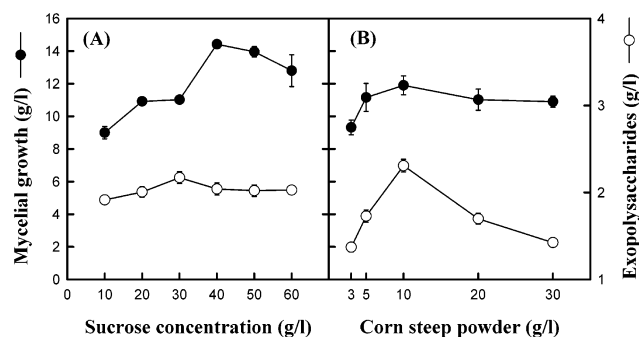 Mycelial growth (g/l)
16
14
12
10
8
6
4
2
0
(A)
(B)
4
3
2
1
Exopolysaccharides (g/l)
0 10 20 30 40 50 60
3 5 10 20 30
Sucrose concentration (g/l)
Corn steep powder (g/l)